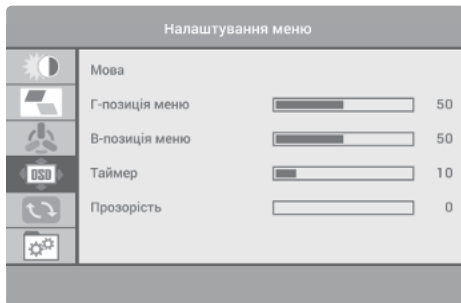 Налаштування меню
Мова
Г-позиція меню 50
В-позиція меню 50
OSD
Таймер 10
Прозорість 0